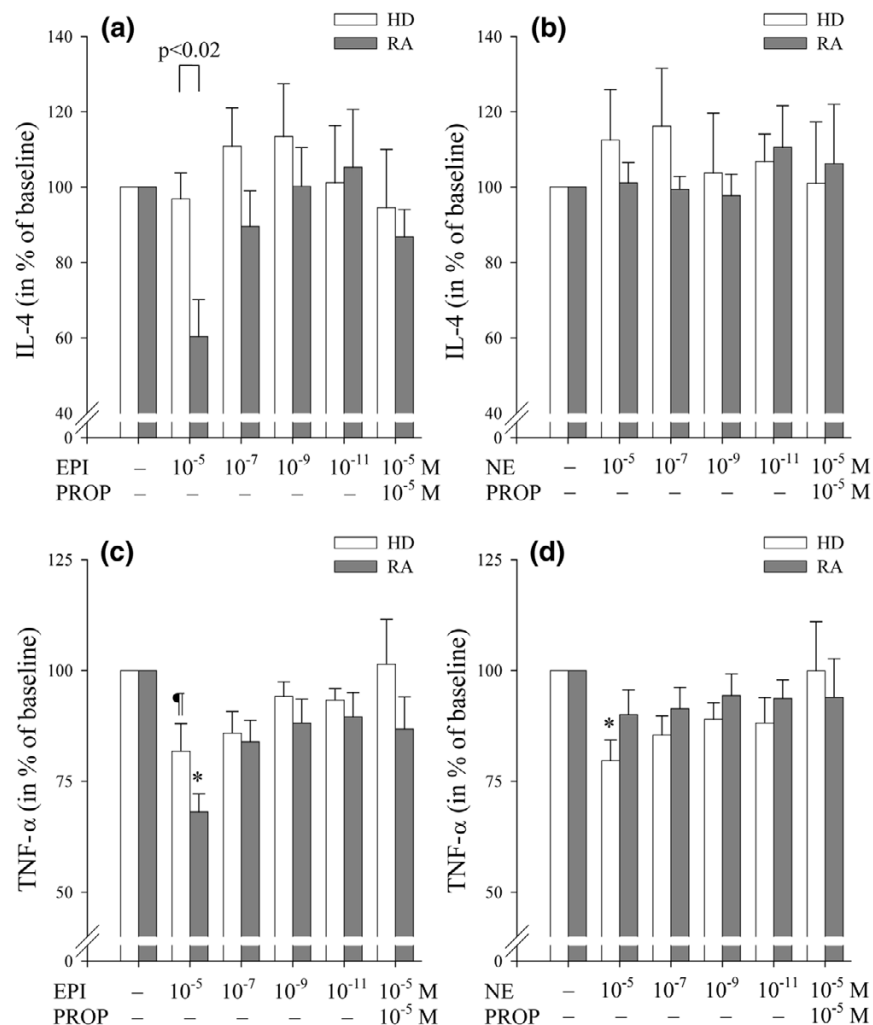 (a)
HD
RA
p<0.02
IL-4 (in % of baseline)
140
120
100
80
60
40
0
EPI – 10⁻⁵ 10⁻⁷ 10⁻⁹ 10⁻¹¹ 10⁻⁵ M
PROP – – – – – 10⁻⁵ M
(b)
HD
RA
IL-4 (in % of baseline)
140
120
100
80
60
40
0
NE – 10⁻⁵ 10⁻⁷ 10⁻⁹ 10⁻¹¹ 10⁻⁵ M
PROP – – – – – 10⁻⁵ M
(c)
HD
RA
TNF-α (in % of baseline)
125
100
75
50
0
¶
*
EPI – 10⁻⁵ 10⁻⁷ 10⁻⁹ 10⁻¹¹ 10⁻⁵ M
PROP – – – – – 10⁻⁵ M
(d)
HD
RA
TNF-α (in % of baseline)
125
100
75
50
0
*
NE – 10⁻⁵ 10⁻⁷ 10⁻⁹ 10⁻¹¹ 10⁻⁵ M
PROP – – – – – 10⁻⁵ M